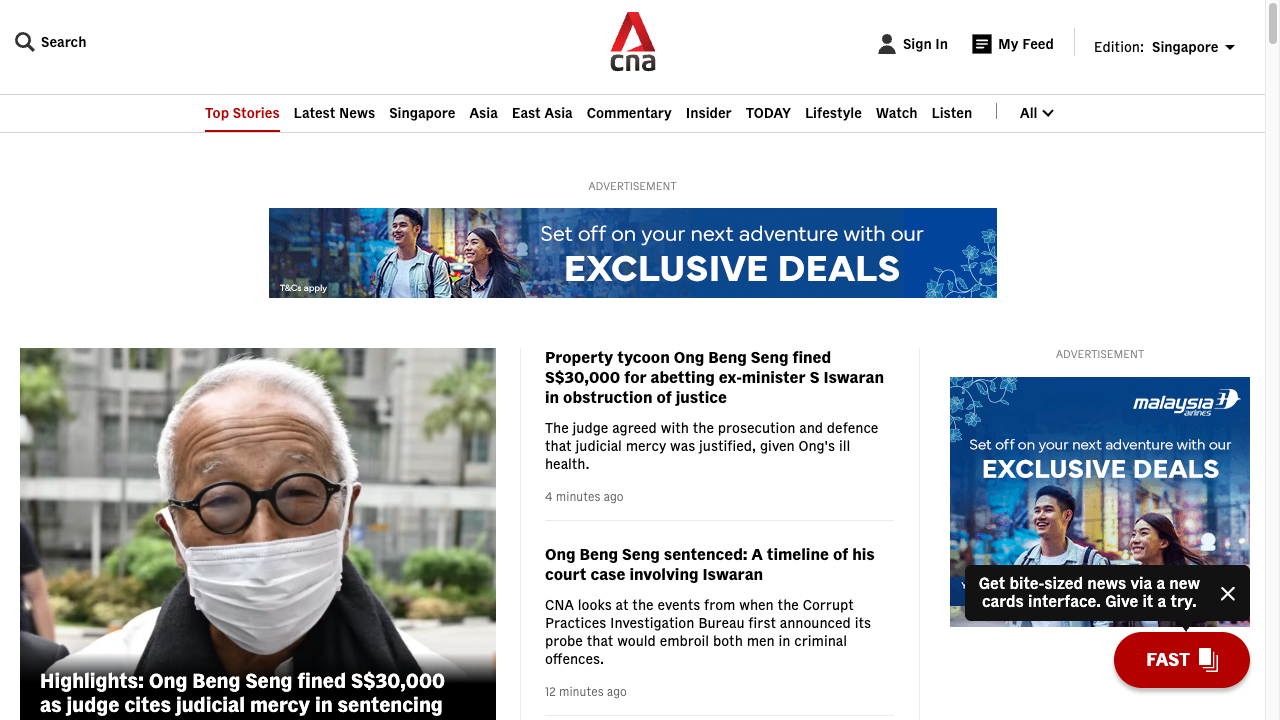 Search
cna
Sign In
My Feed
Edition: Singapore
Top Stories Latest News Singapore Asia East Asia Commentary Insider TODAY Lifestyle Watch Listen All
ADVERTISEMENT
Set off on your next adventure with our
EXCLUSIVE DEALS
T&Cs apply
Highlights: Ong Beng Seng fined S$30,000
as judge cites judicial mercy in sentencing
Property tycoon Ong Beng Seng fined
S$30,000 for abetting ex-minister S Iswaran
in obstruction of justice
The judge agreed with the prosecution and defence
that judicial mercy was justified, given Ong's ill
health.
4 minutes ago
Ong Beng Seng sentenced: A timeline of his
court case involving Iswaran
CNA looks at the events from when the Corrupt
Practices Investigation Bureau first announced its
probe that would embroil both men in criminal
offences.
12 minutes ago
ADVERTISEMENT
malaysia
airlines
Set off on your next adventure with our
EXCLUSIVE DEALS
Get bite-sized news via a new
cards interface. Give it a try.
FAST